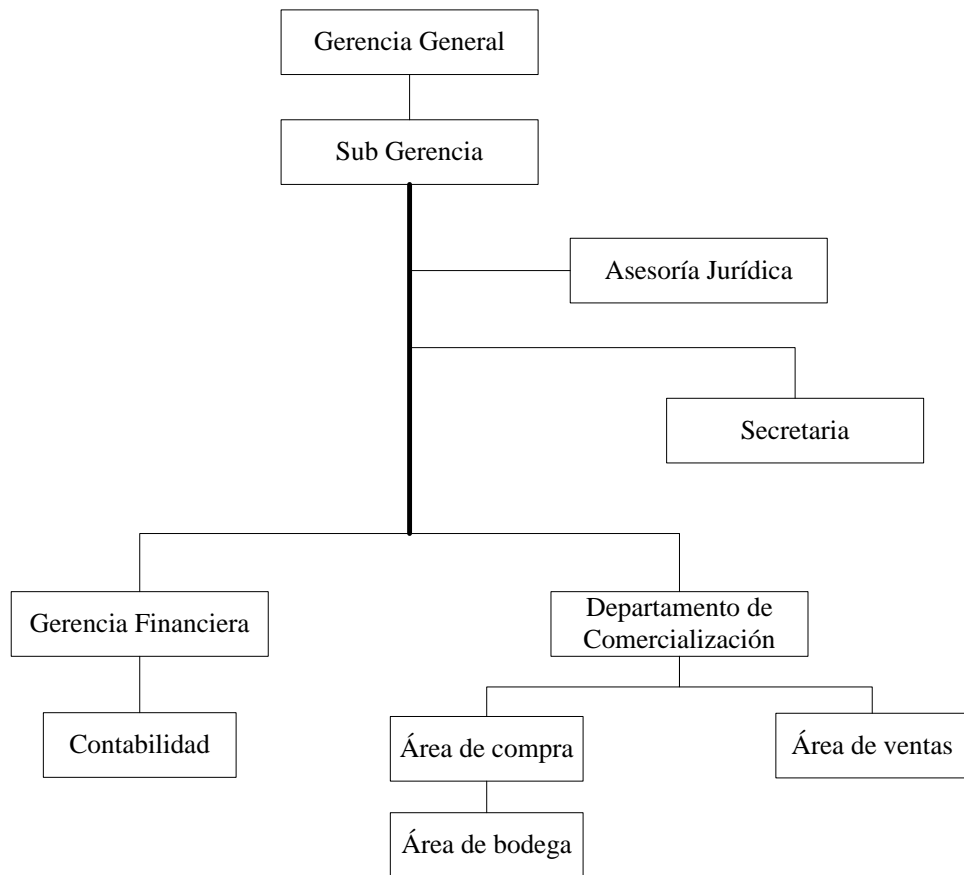 Gerencia General
Sub Gerencia
Asesoría Jurídica
Secretaria
Gerencia Financiera
Departamento de
Comercialización
Contabilidad
Área de compra
Área de ventas
Área de bodega